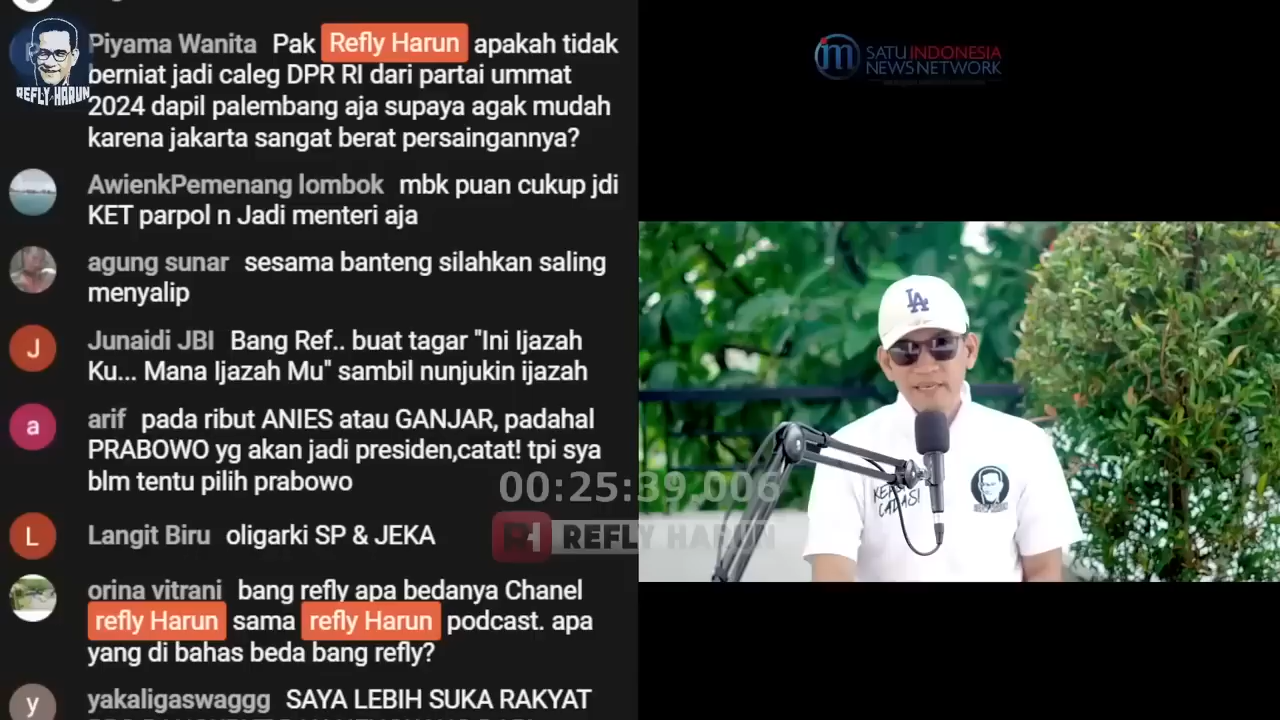 Piyama Wanita Pak Refly Harun apakah tidak
berniat jadi caleg DPR RI dari partai ummat
2024 dapil palembang aja supaya agak mudah
karena jakarta sangat berat persaingannya?
REFLY HARUN
AwienkPemenang lombok mbk puan cukup jdi
KET parpol n Jadi menteri aja
agung sunar sesama banteng silahkan saling
menyalip
J
Junaidi JBI Bang Ref.. buat tagar "Ini Ijazah
Ku... Mana Ijazah Mu" sambil nunjukin ijazah
a
arif pada ribut ANIES atau GANJAR, padahal
PRABOWO yg akan jadi presiden,catat! tpi sya
blm tentu pilih prabowo
L
Langit Biru oligarki SP & JEKA
orina vitrani bang refly apa bedanya Chanel
refly Harun sama refly Harun podcast. apa
yang di bahas beda bang refly?
y
yakaligaswaggg SAYA LEBIH SUKA RAKYAT
00:25:39.006
RH REFLY HARUN
SATU INDONESIA
NEWS NETWORK
LA